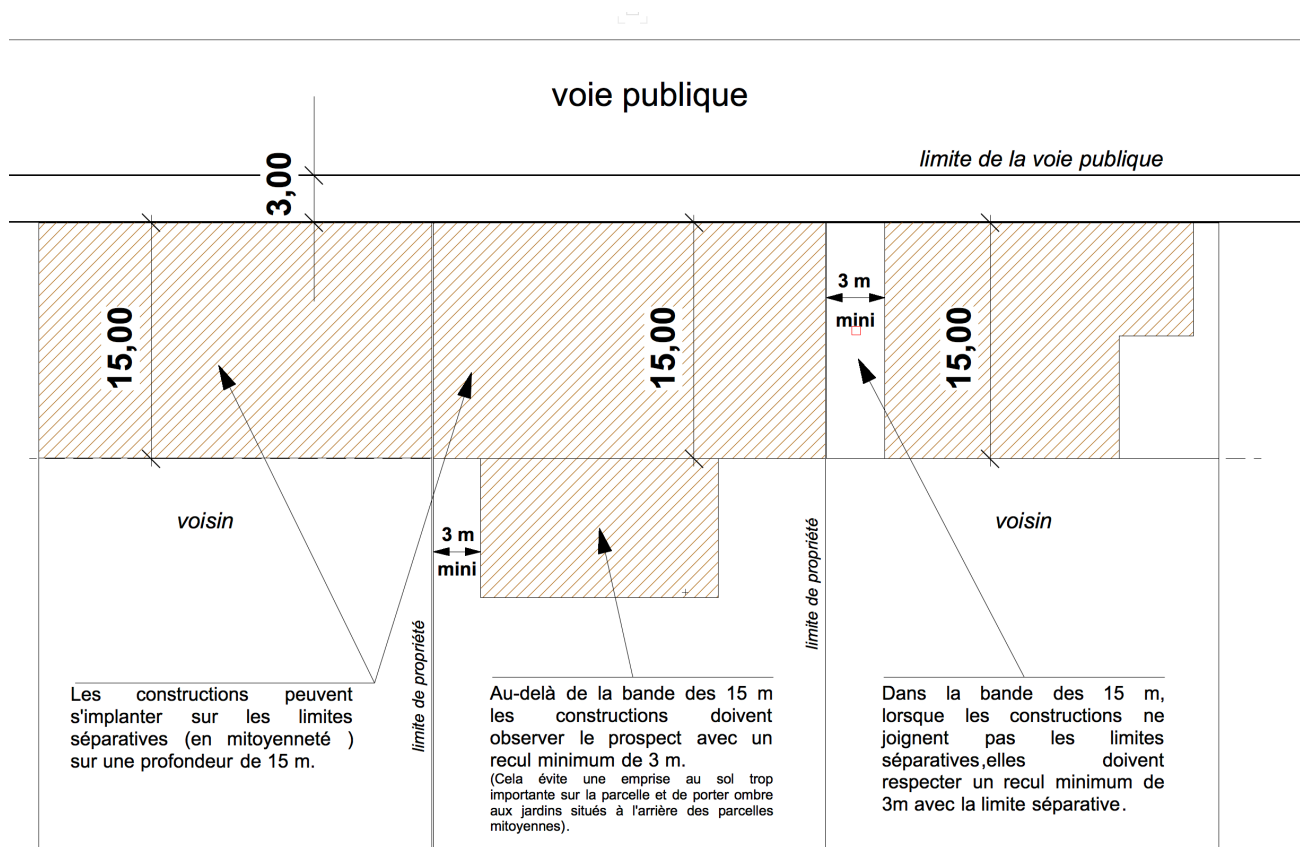 voie publique
limite de la voie publique
3,00
15,00
15,00
3 m
mini
15,00
voisin
3 m
mini
voisin
limite de propriété
limite de propriété
Les constructions peuvent
s'implanter sur les limites
séparatives (en mitoyenneté )
sur une profondeur de 15 m.
Au-delà de la bande des 15 m
les constructions doivent
observer le prospect avec un
recul minimum de 3 m.
(Cela évite une emprise au sol trop
importante sur la parcelle et de porter ombre
aux jardins situés à l'arrière des parcelles
mitoyennes).
Dans la bande des 15 m,
lorsque les constructions ne
joignent pas les limites
séparatives,elles doivent
respecter un recul minimum de
3m avec la limite séparative.